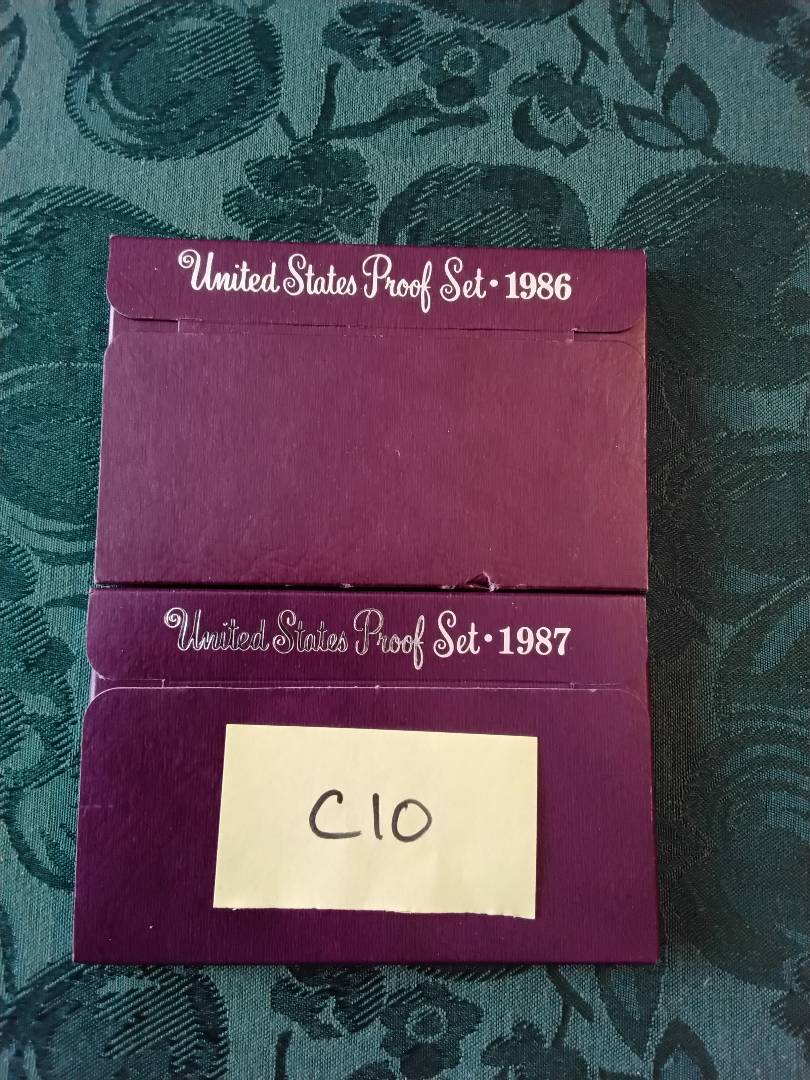 United States Proof Set • 1986
United States Proof Set • 1987
C10